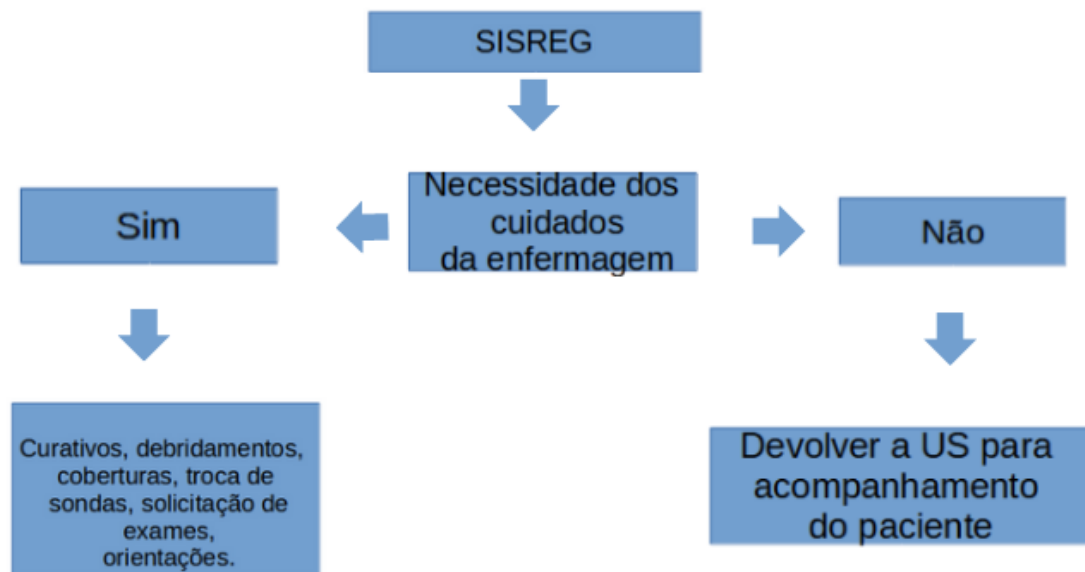 SISREG
Necessidade dos
cuidados
da enfermagem
Sim
Não
Curativos, debridamentos,
coberturas, troca de
sondas, solicitação de
exames,
orientações.
Devolver a US para
acompanhamento
do paciente